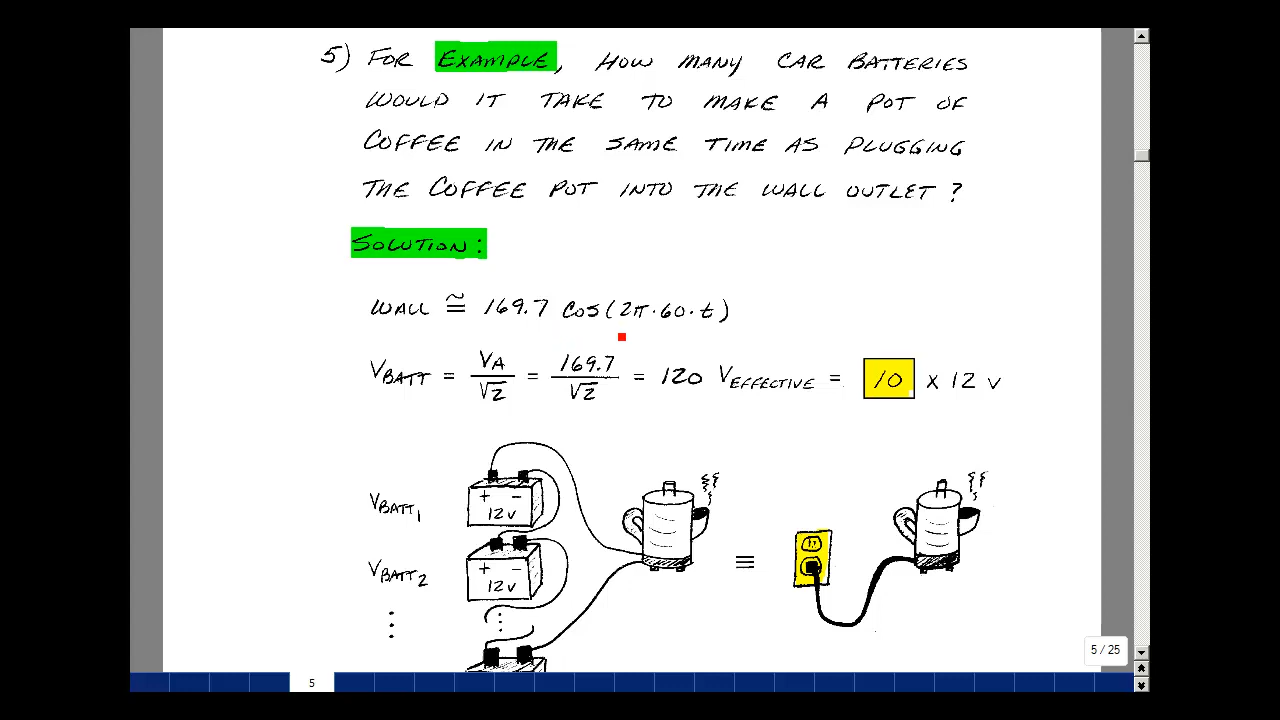 5) FOR EXAMPLE, HOW MANY CAR BATTERIES
WOULD IT TAKE TO MAKE A POT OF
COFFEE IN THE SAME TIME AS PLUGGING
THE COFFEE POT INTO THE WALL OUTLET?
SOLUTION:
WALL ≅ 169.7 COS(2π·60·t)
VBATT = VA/√2 = 169.7/√2 = 120 VEFFECTIVE = 10 x 12 V
VBATT1
+ -
12V
VBATT2
+ -
12V
≡
5 / 25
5